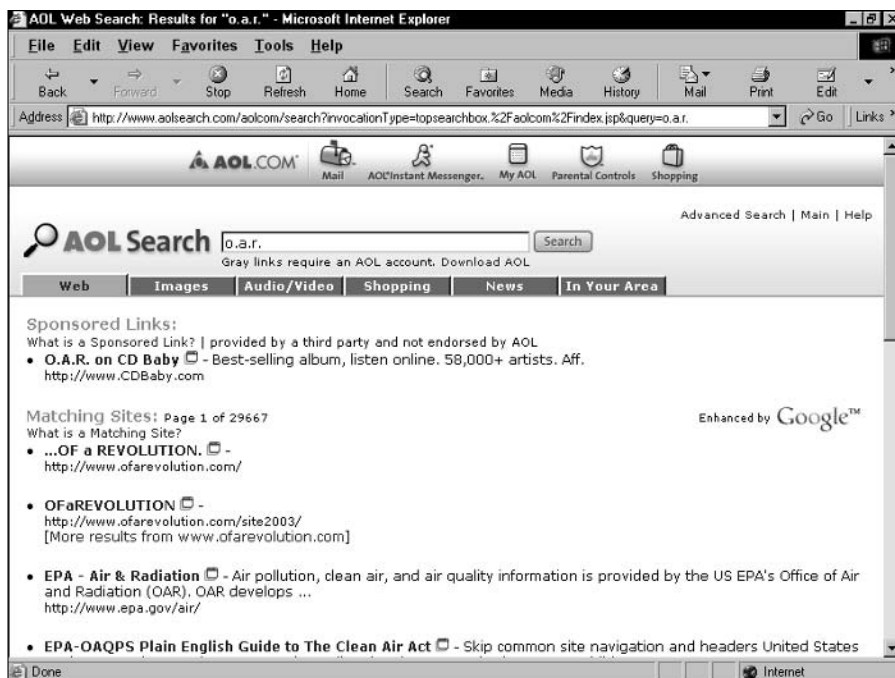 AOL Web Search: Results for "o.a.r." - Microsoft Internet Explorer
File Edit View Favorites Tools Help
Back Forward Stop Refresh Home Search Favorites Media History Mail Print Edit
Address http://www.aolsearch.com/aolcom/search?invocationType=topsearchbox.%2Faolcom%2Findex.jsp&query=o.a.r. Go Links
AOL.COM Mail AOL Instant Messenger. My AOL Parental Controls Shopping
Advanced Search | Main | Help
AOL Search o.a.r. Search
Gray links require an AOL account. Download AOL
Web Images Audio/Video Shopping News In Your Area
Sponsored Links:
What is a Sponsored Link? | provided by a third party and not endorsed by AOL
• O.A.R. on CD Baby - Best-selling album, listen online. 58,000+ artists. Aff.
http://www.CDBaby.com
Matching Sites: Page 1 of 29667 Enhanced by Google™
What is a Matching Site?
• ...OF a REVOLUTION. -
http://www.ofarevolution.com/
• OFaREVOLUTION -
http://www.ofarevolution.com/site2003/
[More results from www.ofarevolution.com]
• EPA - Air & Radiation - Air pollution, clean air, and air quality information is provided by the US EPA's Office of Air
and Radiation (OAR). OAR develops ...
http://www.epa.gov/air/
• EPA-OAQPS Plain English Guide to The Clean Air Act - Skip common site navigation and headers United States
Done Internet